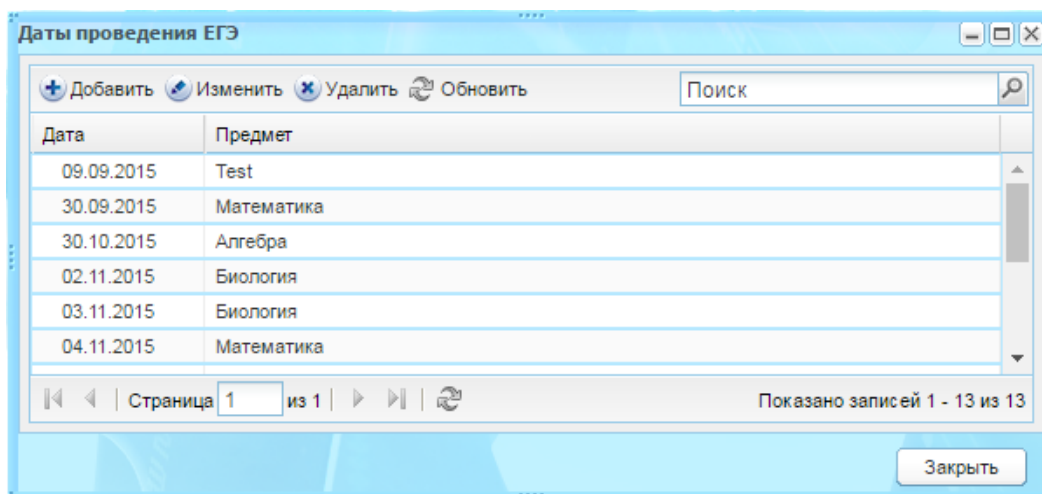 Даты проведения ЕГЭ
Добавить Изменить Удалить Обновить Поиск
Дата Предмет
09.09.2015 Test
30.09.2015 Математика
30.10.2015 Алгебра
02.11.2015 Биология
03.11.2015 Биология
04.11.2015 Математика
Страница 1 из 1 Показано записей 1 - 13 из 13
Закрыть